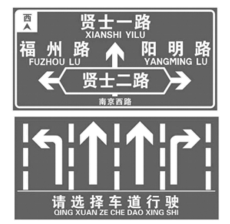 西
贤士一路
XIANSHI YILU
福州路 阳明路
FUZHOU LU YANGMING LU
贤士二路
南京西路
请选择车道行驶
QING XUAN ZE CHE DAO XING SHI